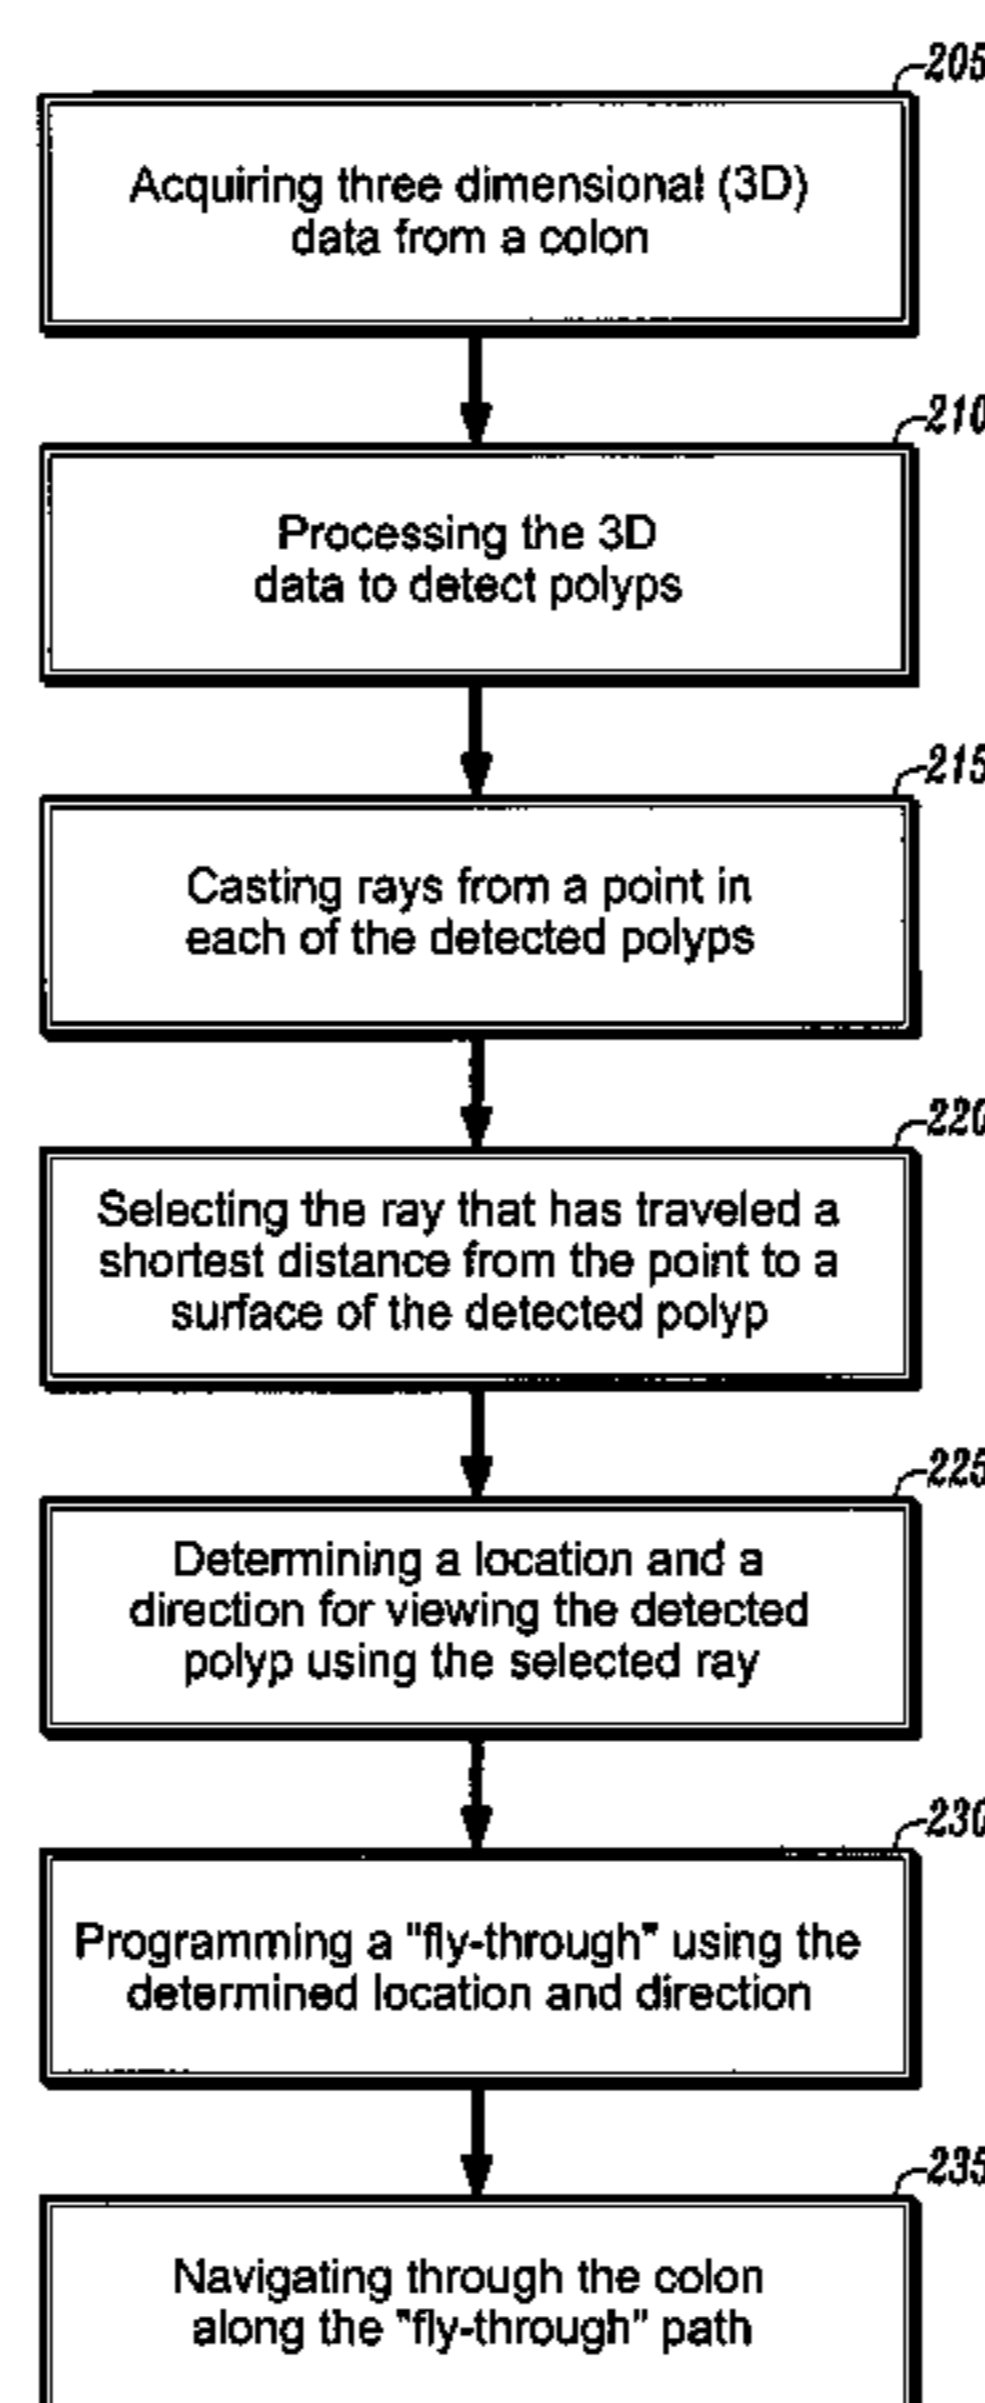 205
Acquiring three dimensional (3D)
data from a colon
210
Processing the 3D
data to detect polyps
215
Casting rays from a point in
each of the detected polyps
220
Selecting the ray that has traveled a
shortest distance from the point to a
surface of the detected polyp
225
Determining a location and a
direction for viewing the detected
polyp using the selected ray
230
Programming a "fly-through" using the
determined location and direction
235
Navigating through the colon
along the "fly-through" path